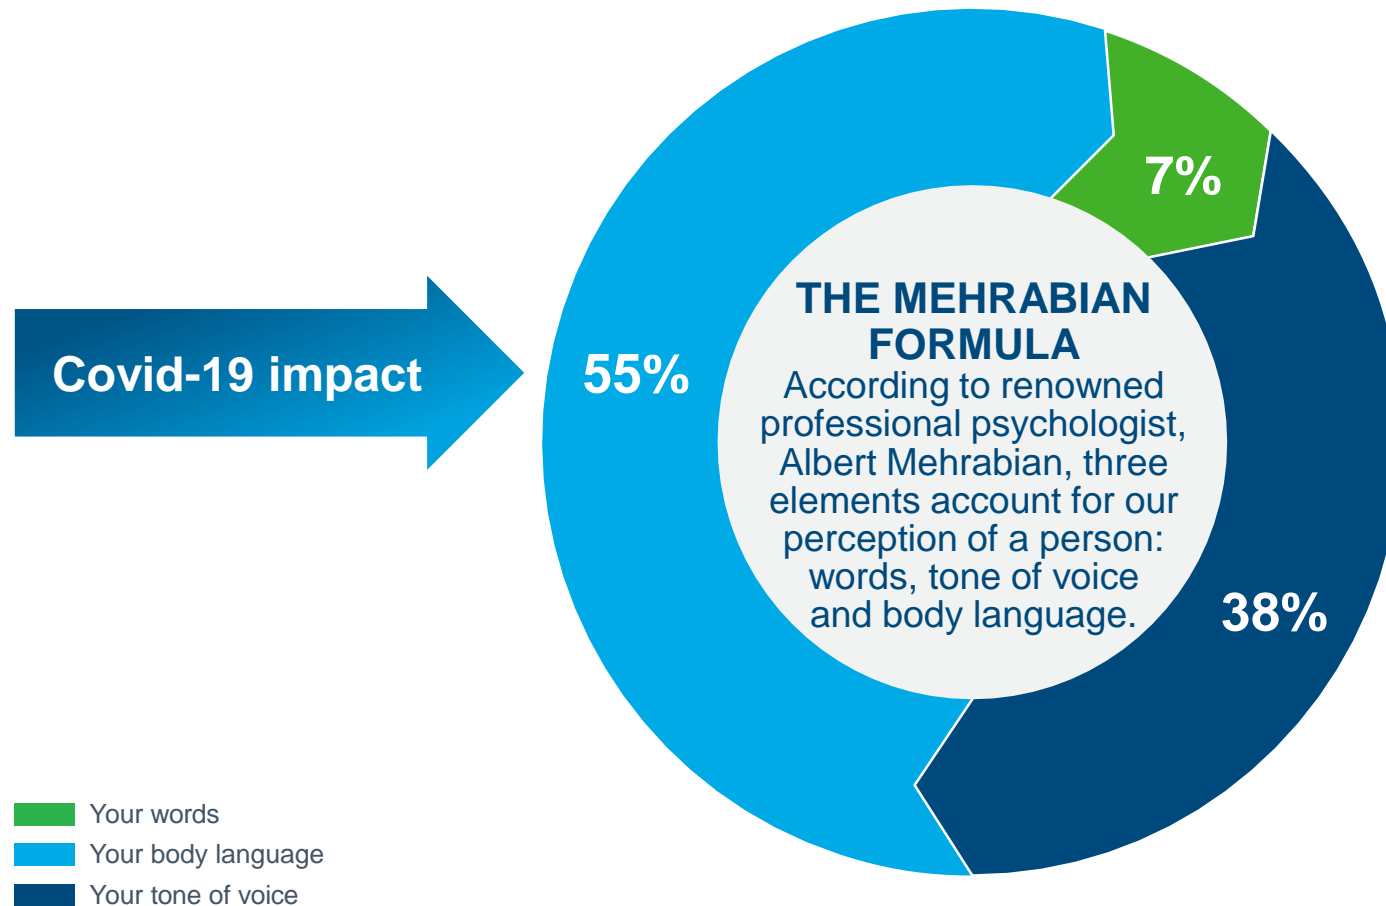 7%
THE MEHRABIAN
FORMULA
According to renowned
professional psychologist,
Albert Mehrabian, three
elements account for our
perception of a person:
words, tone of voice
and body language.
Covid-19 impact
55%
38%
Your words
Your body language
Your tone of voice